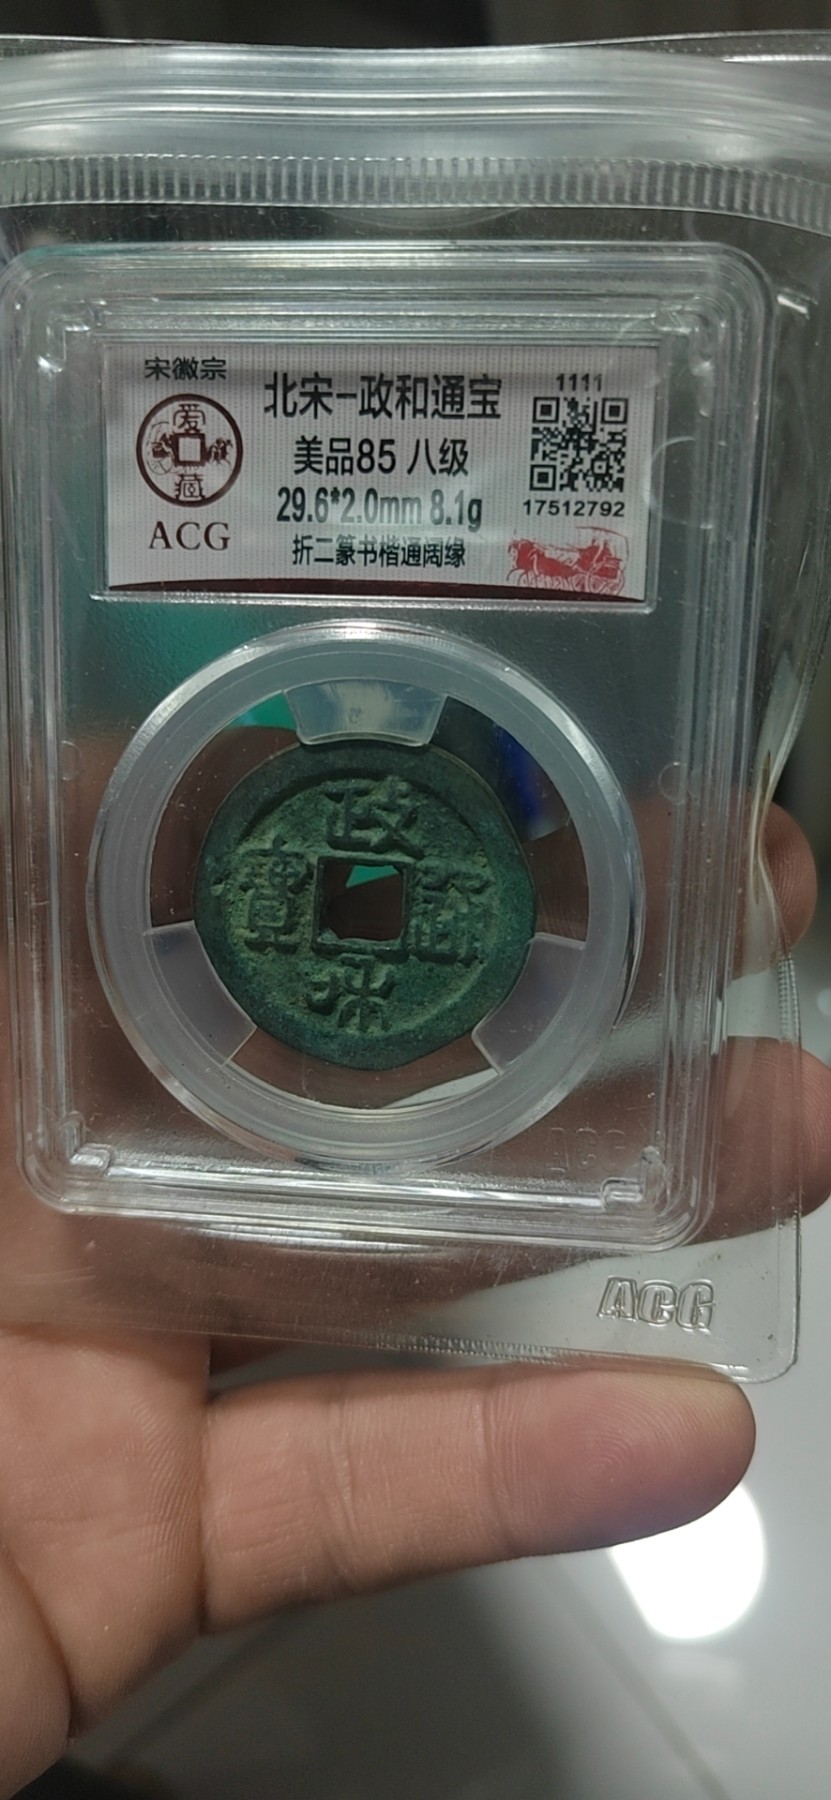 宋徽宗
爱藏
ACG
北宋-政和通宝
美品85 八级
29.6*2.0mm 8.1g
折二篆书楷通阔缘
1111
17512792
政和通寶
ACG
ACG